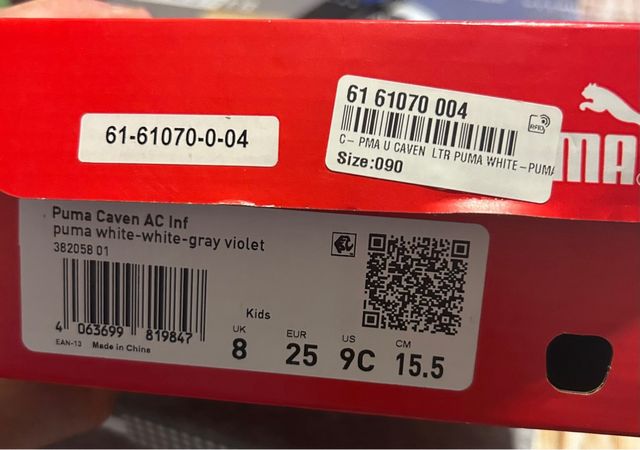 61-61070-0-04
61 61070 004
RFID
C- PMA U CAVEN LTR PUMA WHITE-PUMA
Size:090
MA
Puma Caven AC Inf
puma white-white-gray violet
382058 01
4 063699 819847
EAN-13 Made in China
Kids
UK 8
EUR 25
US 9C
CM 15.5